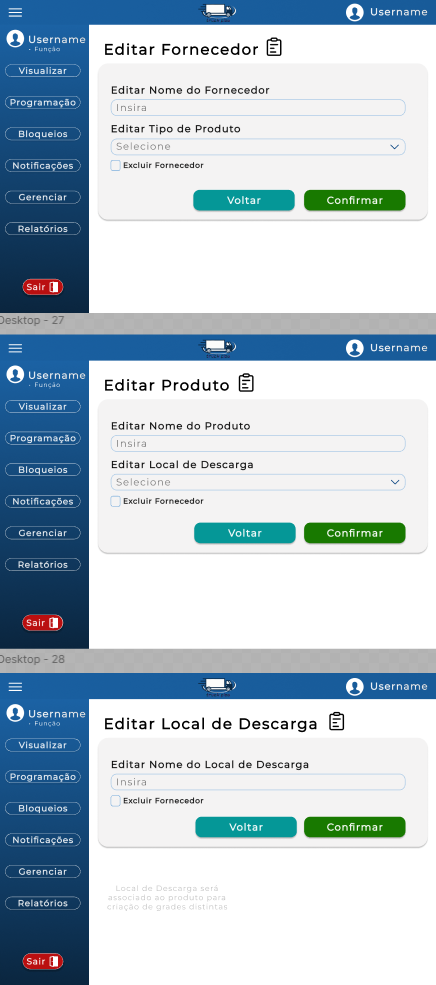 Username
Username
- Função
Editar Fornecedor
Visualizar
Programação
Bloqueios
Notificações
Gerenciar
Relatórios
Sair
Editar Nome do Fornecedor
Insira
Editar Tipo de Produto
Selecione
Excluir Fornecedor
Voltar
Confirmar
Desktop - 27
Username
Username
- Função
Editar Produto
Visualizar
Programação
Bloqueios
Notificações
Gerenciar
Relatórios
Sair
Editar Nome do Produto
Insira
Editar Local de Descarga
Selecione
Excluir Fornecedor
Voltar
Confirmar
Desktop - 28
Username
Username
- Função
Editar Local de Descarga
Visualizar
Programação
Bloqueios
Notificações
Gerenciar
Relatórios
Sair
Editar Nome do Local de Descarga
Insira
Excluir Fornecedor
Voltar
Confirmar
Local de Descarga será
associado ao produto para
criação de grades distintas